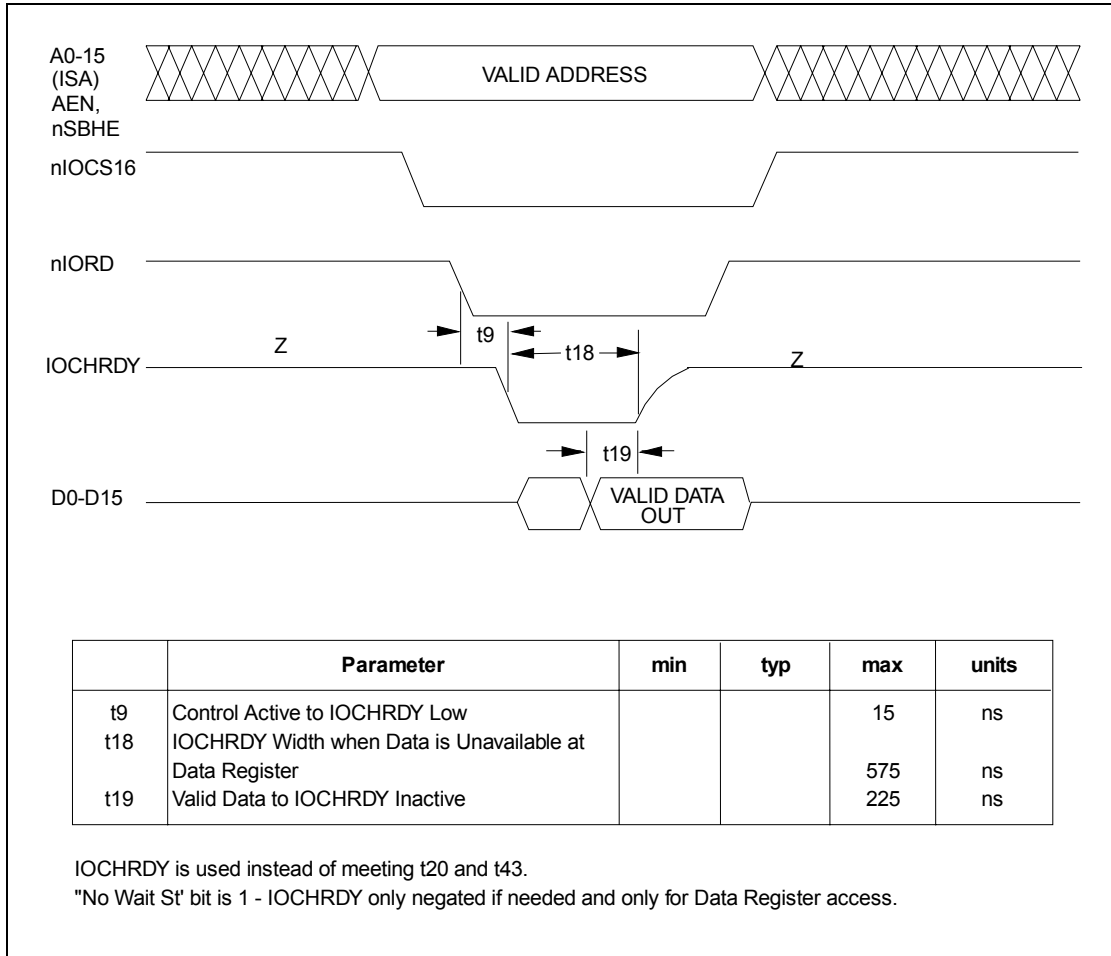 A0-15
(ISA)
AEN,
nSBHE
VALID ADDRESS
nIOCS16
nIORD
t9
Z
t18
IOCHRDY
Z
t19
D0-D15
VALID DATA
OUT
Parameter min typ max units
t9 Control Active to IOCHRDY Low 15 ns
t18 IOCHRDY Width when Data is Unavailable at
Data Register 575 ns
t19 Valid Data to IOCHRDY Inactive 225 ns
IOCHRDY is used instead of meeting t20 and t43.
"No Wait St' bit is 1 - IOCHRDY only negated if needed and only for Data Register access.